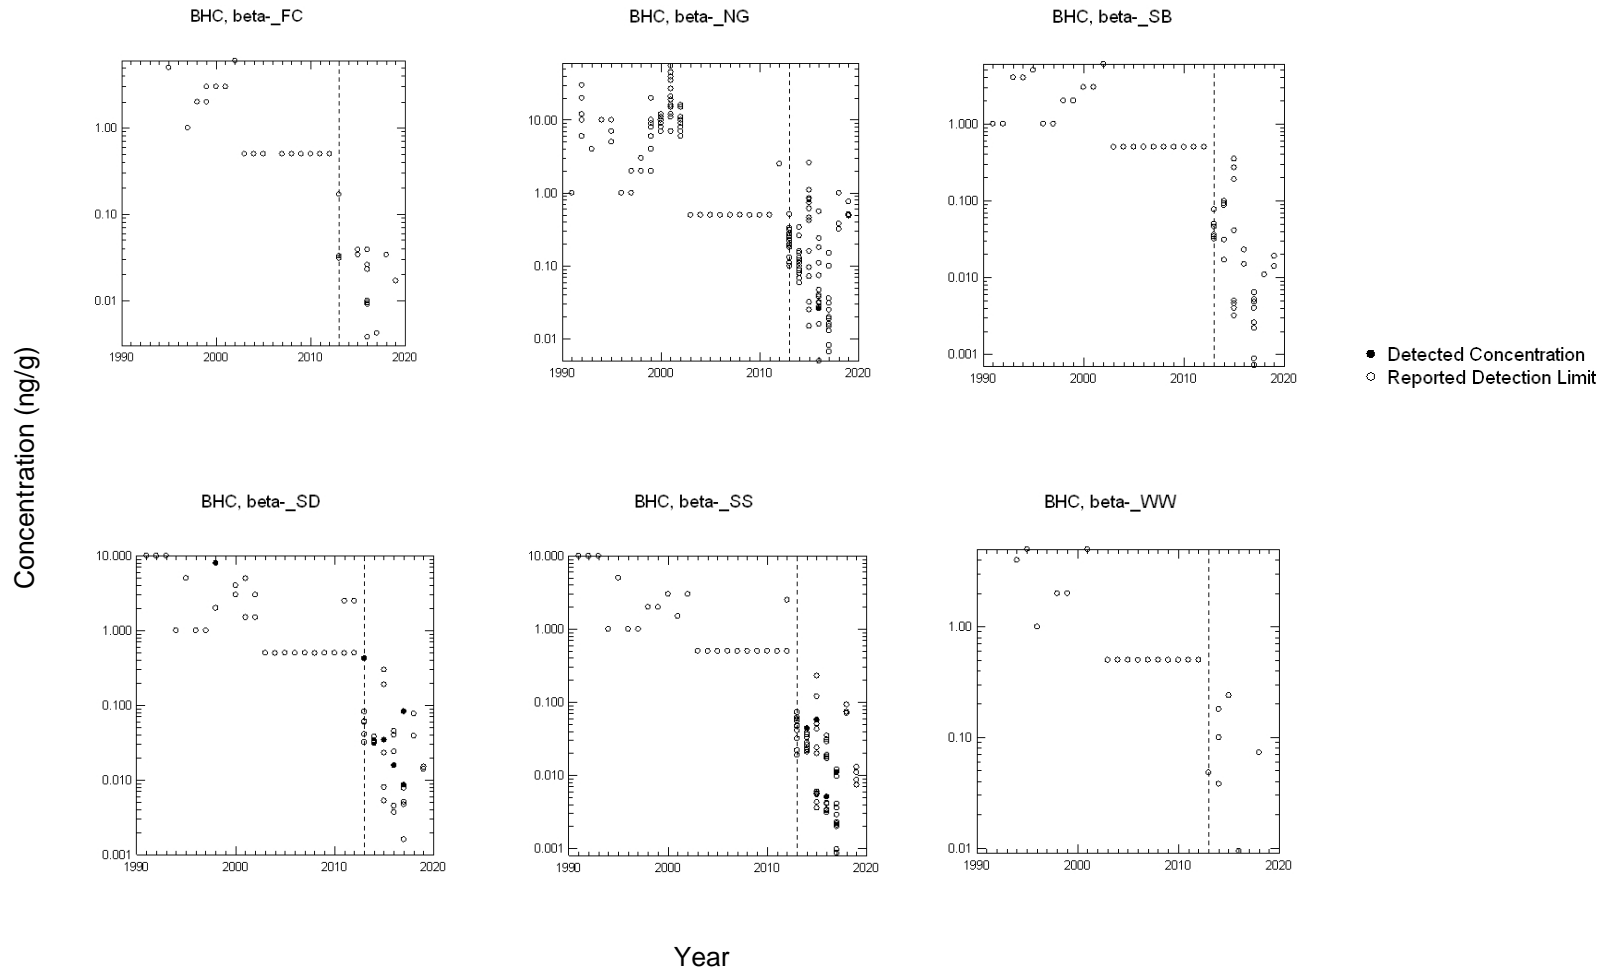 BHC, beta-_FC
1.00
0.10
0.01
1990 2000 2010 2020
BHC, beta-_NG
10.00
1.00
0.10
0.01
1990 2000 2010 2020
BHC, beta-_SB
1.000
0.100
0.010
0.001
1990 2000 2010 2020
Detected Concentration
Reported Detection Limit
Concentration (ng/g)
BHC, beta-_SD
10.000
1.000
0.100
0.010
0.001
1990 2000 2010 2020
BHC, beta-_SS
10.000
1.000
0.100
0.010
0.001
1990 2000 2010 2020
BHC, beta-_WW
1.00
0.10
0.01
1990 2000 2010 2020
Year